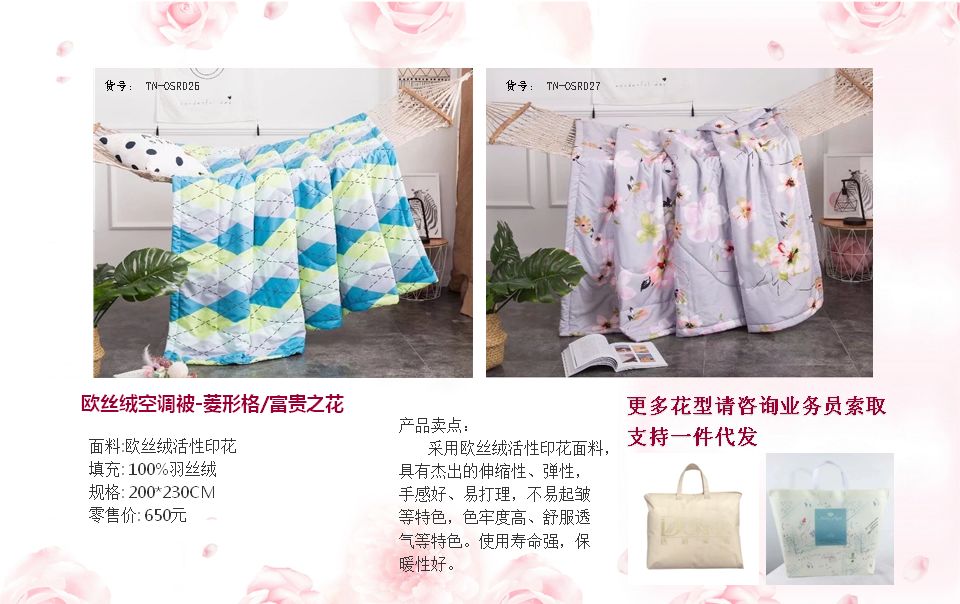 货号: TN-OSRD26
货号: TN-OSRD27
欧丝绒空调被-菱形格/富贵之花
面料:欧丝绒活性印花
填充: 100%羽丝绒
规格: 200*230CM
零售价: 650元
产品卖点:
采用欧丝绒活性印花面料，
具有杰出的伸缩性、弹性，
手感好、易打理，不易起皱
等特色，色牢度高、舒服透
气等特色。使用寿命强，保
暖性好。
更多花型请咨询业务员索取
支持一件代发